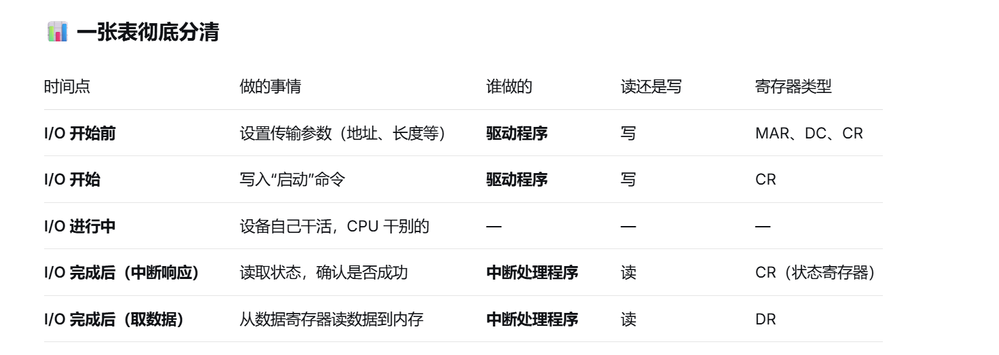 📊 一张表彻底分清
时间点 做的事情 谁做的 读还是写 寄存器类型
I/O 开始前 设置传输参数（地址、长度等） 驱动程序 写 MAR、DC、CR
I/O 开始 写入“启动”命令 驱动程序 写 CR
I/O 进行中 设备自己干活，CPU 干别的 — — —
I/O 完成后（中断响应） 读取状态，确认是否成功 中断处理程序 读 CR（状态寄存器）
I/O 完成后（取数据） 从数据寄存器读数据到内存 中断处理程序 读 DR